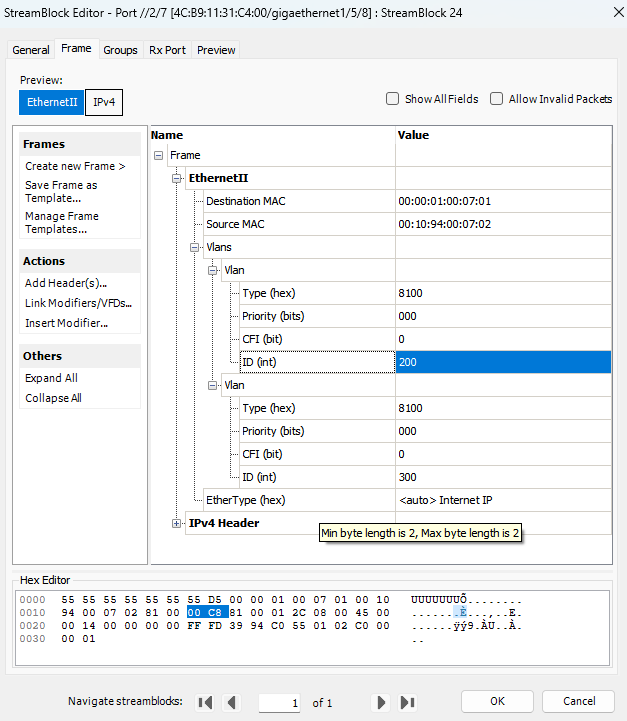 StreamBlock Editor - Port //2/7 [4C:B9:11:31:C4:00/gigaethernet1/5/8] : StreamBlock 24
General Frame Groups Rx Port Preview
Preview:
EthernetII IPv4
Show All Fields Allow Invalid Packets
Frames
Create new Frame >
Save Frame as
Template...
Manage Frame
Templates...
Actions
Add Header(s)...
Link Modifiers/VFDs...
Insert Modifier...
Others
Expand All
Collapse All
Name Value
Frame
EthernetII
Destination MAC 00:00:01:00:07:01
Source MAC 00:10:94:00:07:02
Vlans
Vlan
Type (hex) 8100
Priority (bits) 000
CFI (bit) 0
ID (int) 200
Vlan
Type (hex) 8100
Priority (bits) 000
CFI (bit) 0
ID (int) 300
EtherType (hex) <auto> Internet IP
IPv4 Header
Min byte length is 2, Max byte length is 2
Hex Editor
0000 55 55 55 55 55 55 55 D5 00 00 01 00 07 01 00 10 UUUUUUUÕ........
0010 94 00 07 02 81 00 00 C8 81 00 01 2C 08 00 45 00 .......È...,..E.
0020 00 14 00 00 00 00 FF FD 39 94 C0 55 01 02 C0 00 ......ÿý9.ÀU..À.
0030 00 01 ..
Navigate streamblocks: 1 of 1
OK Cancel